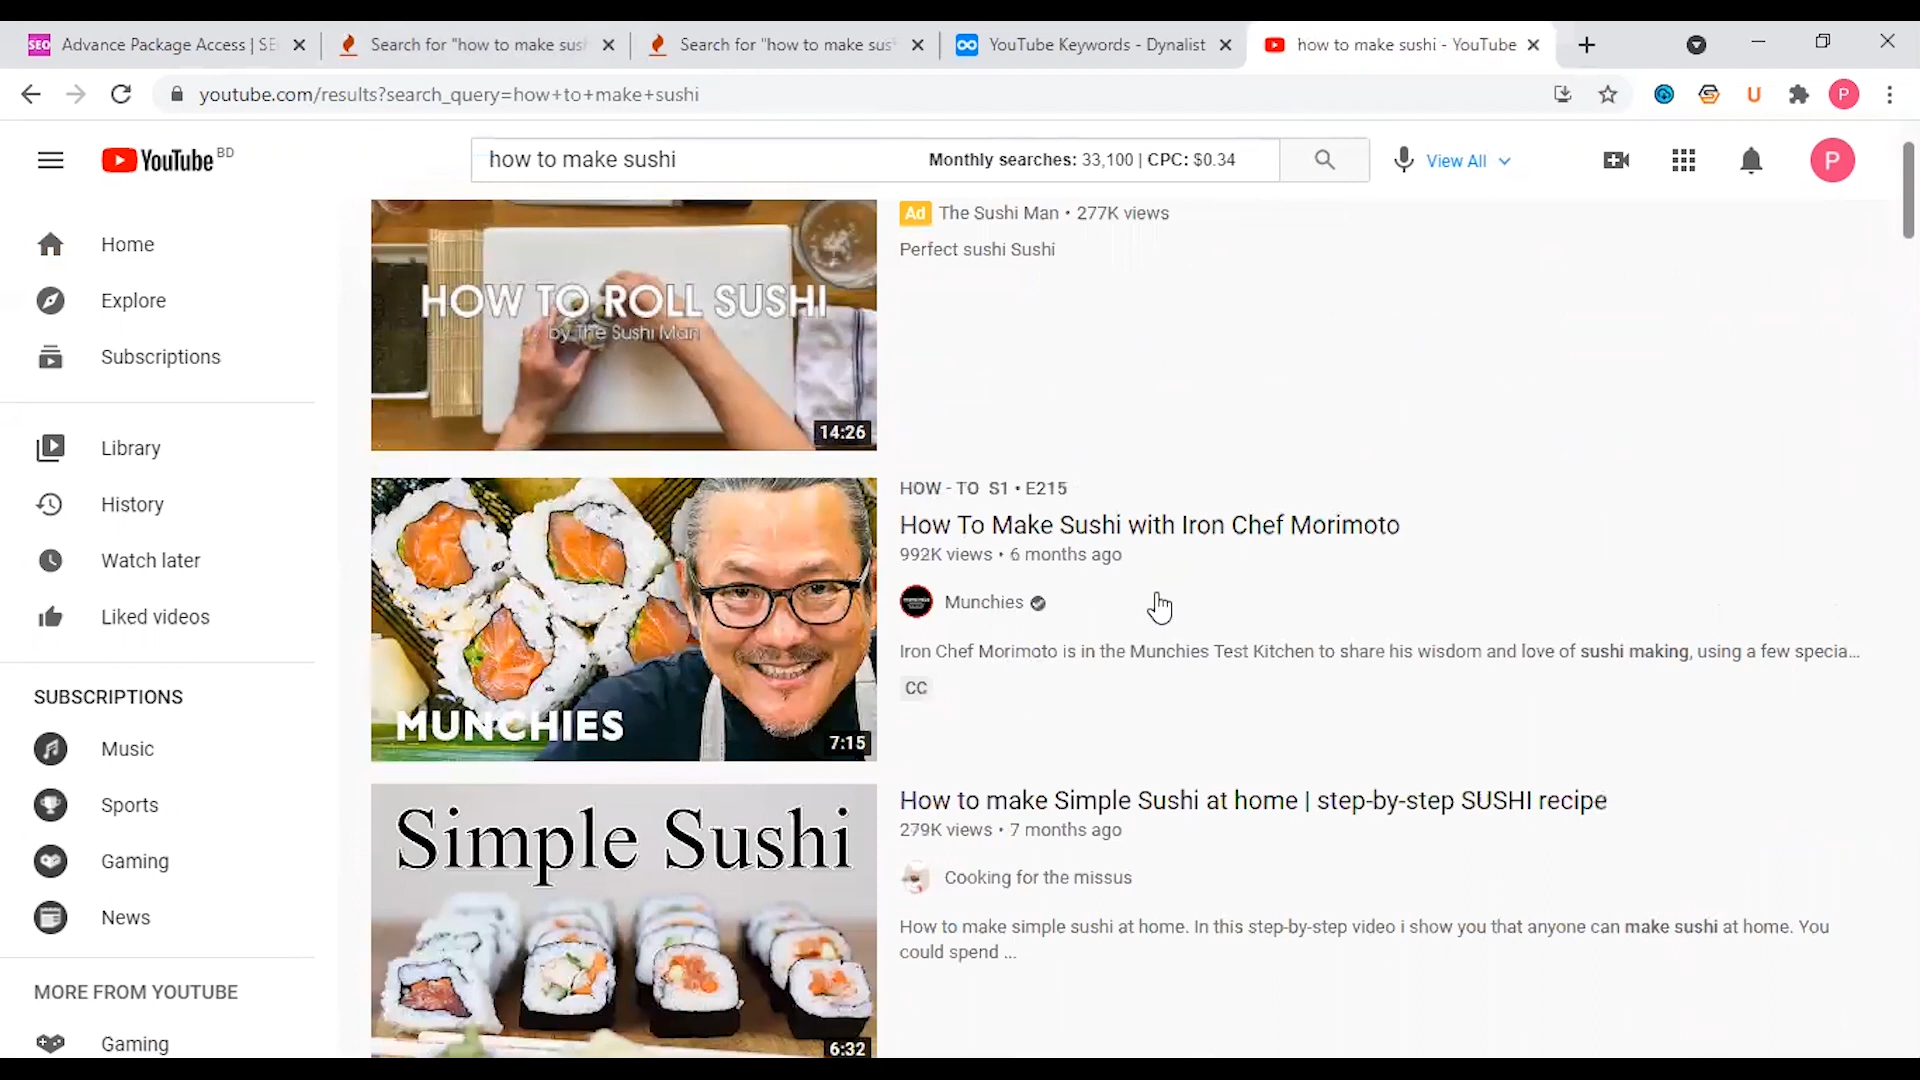 SEO Advance Package Access | SE
Search for "how to make sus
Search for "how to make sus
YouTube Keywords - Dynalist
how to make sushi - YouTube
youtube.com/results?search_query=how+to+make+sushi
U
P
YouTube BD
how to make sushi
Monthly searches: 33,100 | CPC: $0.34
View All
P
Home
Explore
Subscriptions
Library
History
Watch later
Liked videos
SUBSCRIPTIONS
Music
Sports
Gaming
News
MORE FROM YOUTUBE
Gaming
HOW TO ROLL SUSHI
by The Sushi Man
14:26
Ad The Sushi Man • 277K views
Perfect sushi Sushi
MUNCHIES
7:15
HOW - TO S1 • E215
How To Make Sushi with Iron Chef Morimoto
992K views • 6 months ago
Munchies
Iron Chef Morimoto is in the Munchies Test Kitchen to share his wisdom and love of sushi making, using a few specia...
CC
Simple Sushi
6:32
How to make Simple Sushi at home | step-by-step SUSHI recipe
279K views • 7 months ago
Cooking for the missus
How to make simple sushi at home. In this step-by-step video i show you that anyone can make sushi at home. You
could spend ...